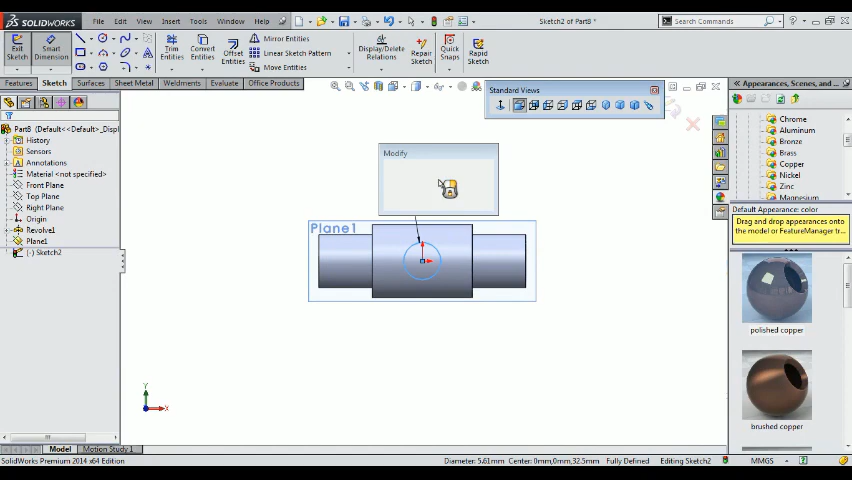 SOLIDWORKS
File Edit View Insert Tools Window Help
Sketch2 of Part8 *
Search Commands
Exit Sketch
Smart Dimension
Trim Entities
Convert Entities
Offset Entities
Mirror Entities
Linear Sketch Pattern
Move Entities
Display/Delete Relations
Repair Sketch
Quick Snaps
Rapid Sketch
Features Sketch Surfaces Sheet Metal Weldments Evaluate Office Products
Standard Views
Appearances, Scenes, and...
Part8 (Default<<Default>_Displ
History
Sensors
Annotations
Material <not specified>
Front Plane
Top Plane
Right Plane
Origin
Revolve1
Plane1
(-) Sketch2
Modify
Plane1
Y
X
Chrome
Aluminum
Bronze
Brass
Copper
Nickel
Zinc
Magnesium
Default Appearance: color
Drag and drop appearances onto
the model or FeatureManager tr...
polished copper
brushed copper
Model Motion Study 1
SolidWorks Premium 2014 x64 Edition
Diameter: 5.61mm Center: 0mm,0mm,32.5mm Fully Defined Editing Sketch2
MMGS